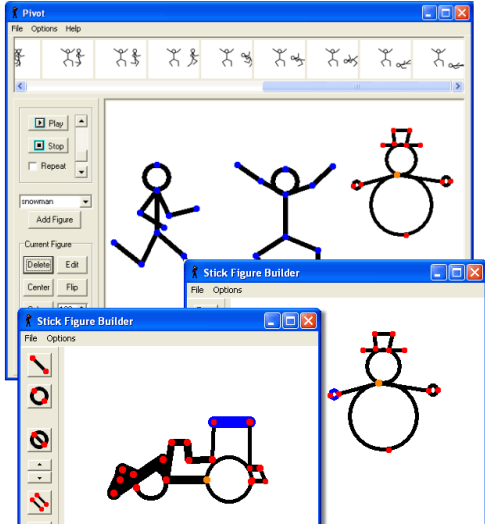 Pivot
File Options Help
Play
Stop
Repeat
snowman
Add Figure
Current Figure
Delete Edit
Center Flip
Stick Figure Builder
File Options
Stick Figure Builder
File Options